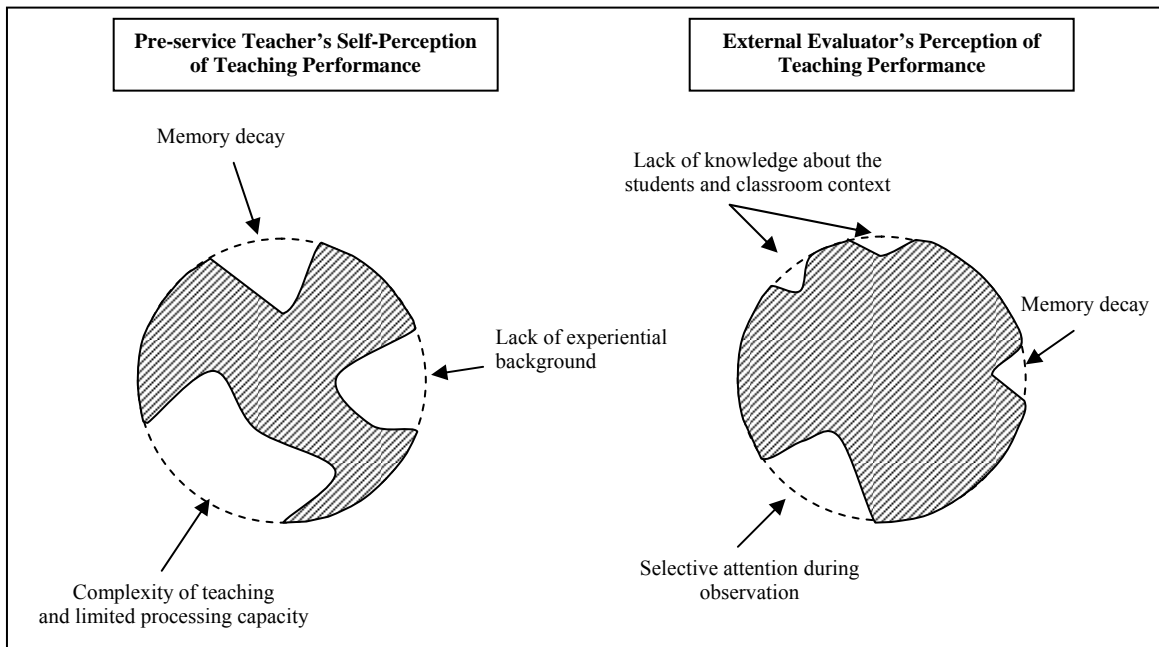 Pre-service Teacher's Self-Perception
of Teaching Performance
External Evaluator's Perception of
Teaching Performance
Memory decay
Lack of knowledge about the
students and classroom context
Lack of experiential
background
Memory decay
Complexity of teaching
and limited processing capacity
Selective attention during
observation